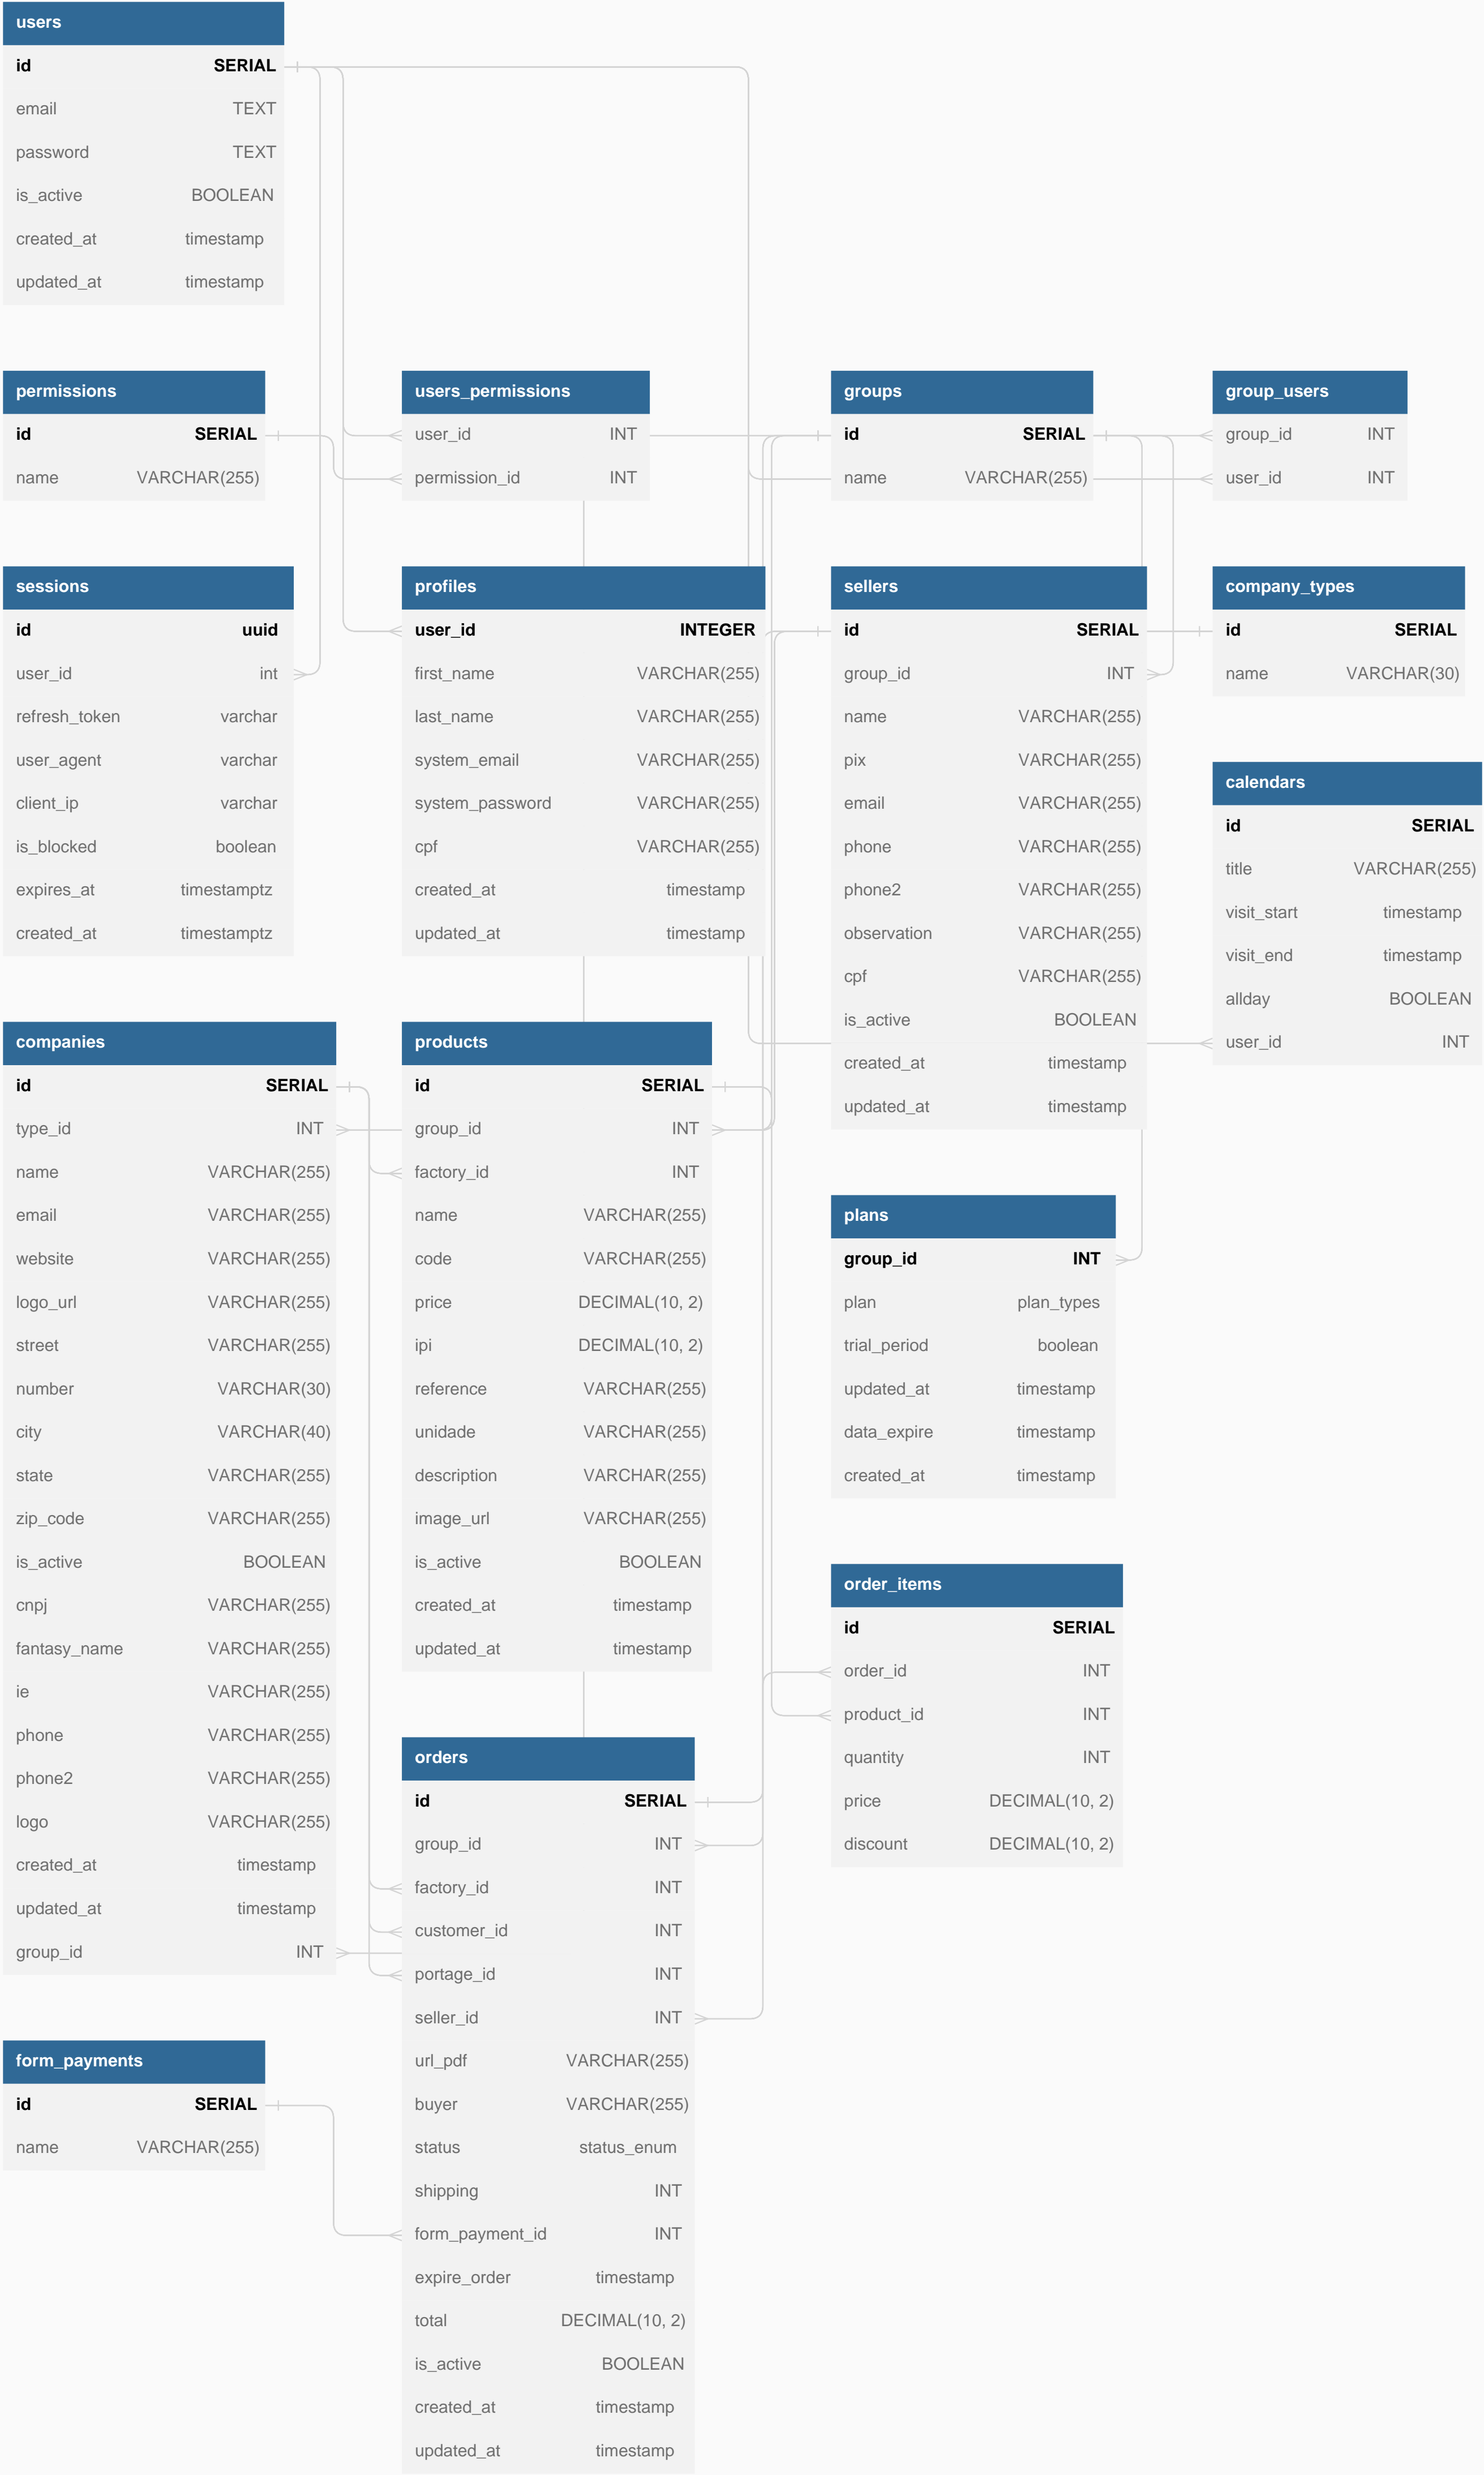 users
id SERIAL
email TEXT
password TEXT
is_active BOOLEAN
created_at timestamp
updated_at timestamp
permissions
id SERIAL
name VARCHAR(255)
users_permissions
user_id INT
permission_id INT
groups
id SERIAL
name VARCHAR(255)
group_users
group_id INT
user_id INT
sessions
id uuid
user_id int
refresh_token varchar
user_agent varchar
client_ip varchar
is_blocked boolean
expires_at timestamptz
created_at timestamptz
profiles
user_id INTEGER
first_name VARCHAR(255)
last_name VARCHAR(255)
system_email VARCHAR(255)
system_password VARCHAR(255)
cpf VARCHAR(255)
created_at timestamp
updated_at timestamp
sellers
id SERIAL
group_id INT
name VARCHAR(255)
pix VARCHAR(255)
email VARCHAR(255)
phone VARCHAR(255)
phone2 VARCHAR(255)
observation VARCHAR(255)
cpf VARCHAR(255)
is_active BOOLEAN
created_at timestamp
updated_at timestamp
company_types
id SERIAL
name VARCHAR(30)
calendars
id SERIAL
title VARCHAR(255)
visit_start timestamp
visit_end timestamp
allday BOOLEAN
user_id INT
companies
id SERIAL
type_id INT
name VARCHAR(255)
email VARCHAR(255)
website VARCHAR(255)
logo_url VARCHAR(255)
street VARCHAR(255)
number VARCHAR(30)
city VARCHAR(40)
state VARCHAR(255)
zip_code VARCHAR(255)
is_active BOOLEAN
cnpj VARCHAR(255)
fantasy_name VARCHAR(255)
ie VARCHAR(255)
phone VARCHAR(255)
phone2 VARCHAR(255)
logo VARCHAR(255)
created_at timestamp
updated_at timestamp
group_id INT
products
id SERIAL
group_id INT
factory_id INT
name VARCHAR(255)
code VARCHAR(255)
price DECIMAL(10, 2)
ipi DECIMAL(10, 2)
reference VARCHAR(255)
unidade VARCHAR(255)
description VARCHAR(255)
image_url VARCHAR(255)
is_active BOOLEAN
created_at timestamp
updated_at timestamp
plans
group_id INT
plan plan_types
trial_period boolean
updated_at timestamp
data_expire timestamp
created_at timestamp
order_items
id SERIAL
order_id INT
product_id INT
quantity INT
price DECIMAL(10, 2)
discount DECIMAL(10, 2)
orders
id SERIAL
group_id INT
factory_id INT
customer_id INT
portage_id INT
seller_id INT
url_pdf VARCHAR(255)
buyer VARCHAR(255)
status status_enum
shipping INT
form_payment_id INT
expire_order timestamp
total DECIMAL(10, 2)
is_active BOOLEAN
created_at timestamp
updated_at timestamp
form_payments
id SERIAL
name VARCHAR(255)